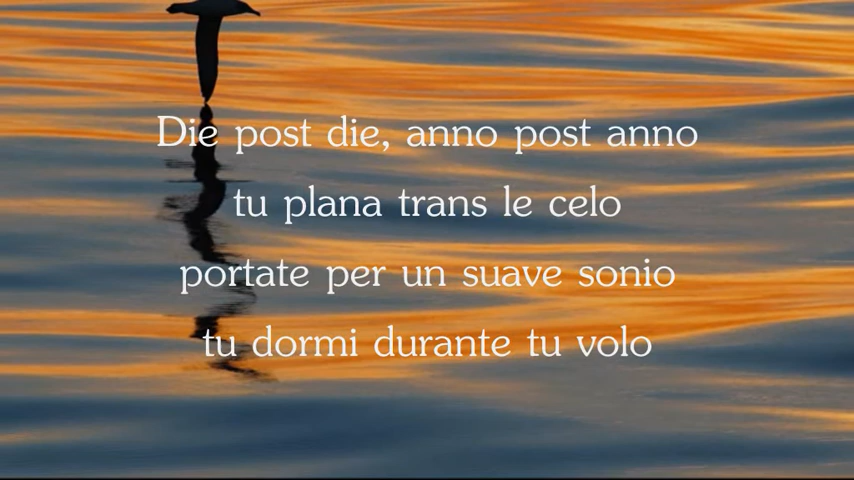 Die post die, anno post anno
tu plana trans le celo
portate per un suave sonio
tu dormi durante tu volo